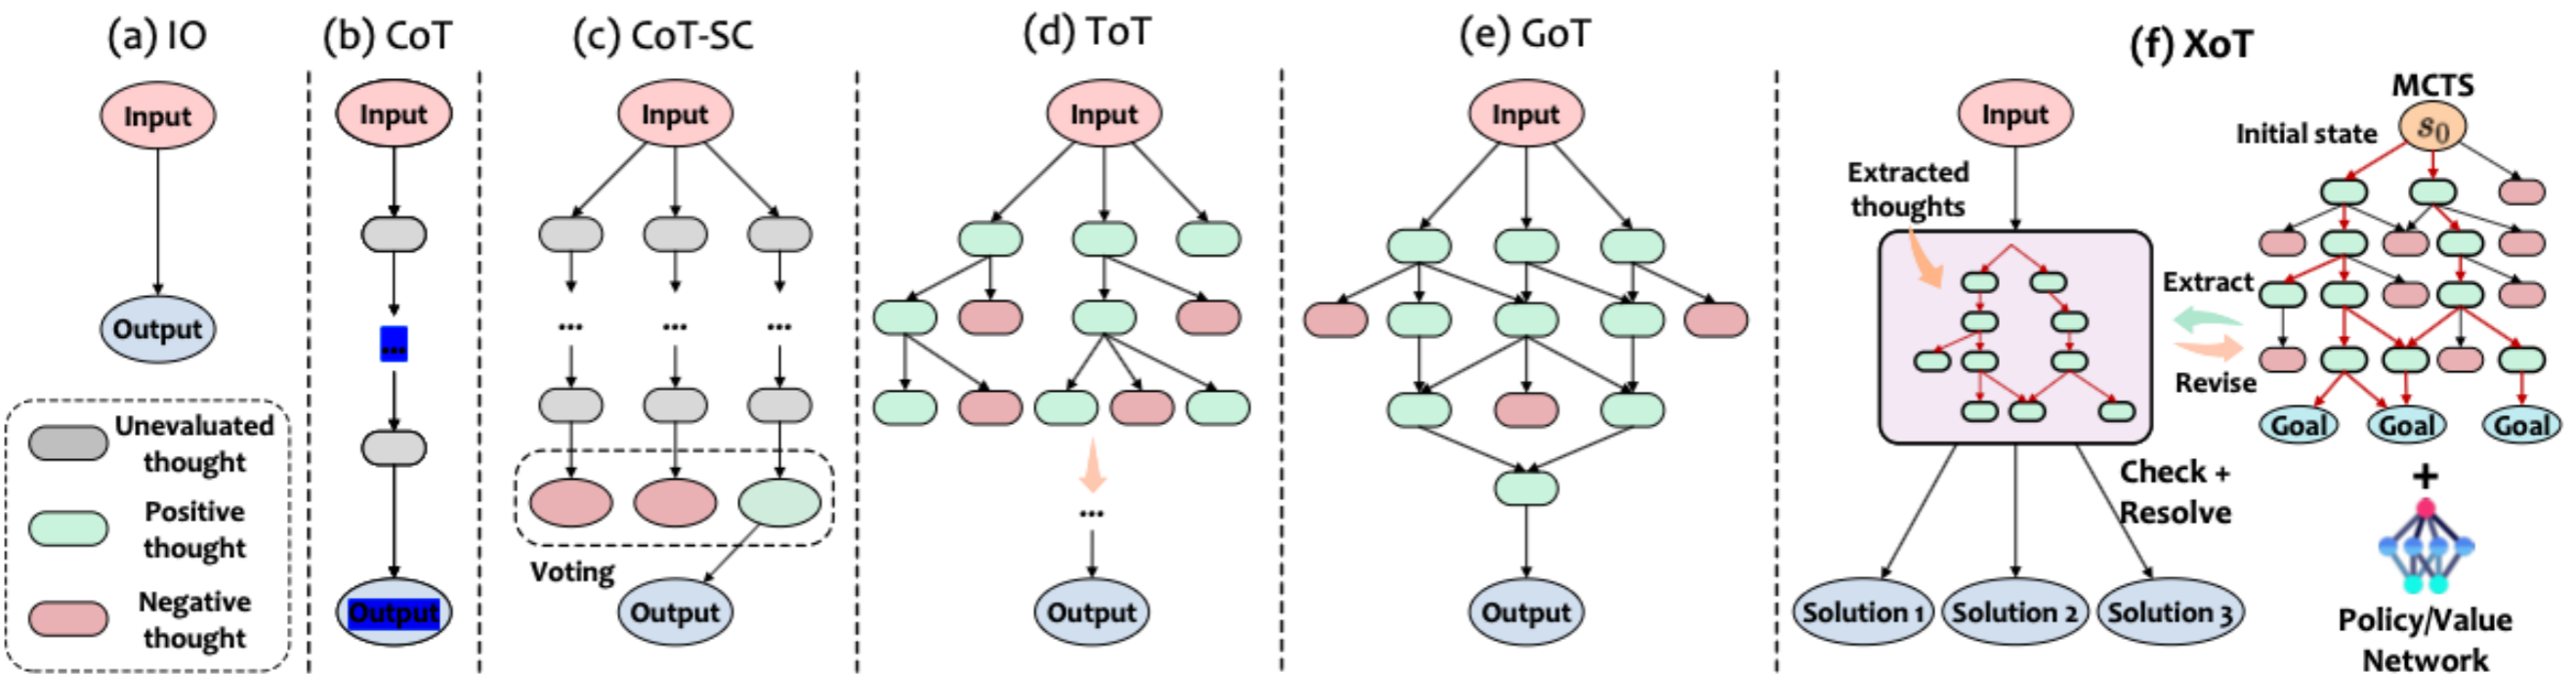 (a) IO
Input
Output
Unevaluated
thought
Positive
thought
Negative
thought
(b) CoT
Input
...
Output
(c) CoT-SC
Input
... ... ...
Voting
Output
(d) ToT
Input
...
Output
(e) GoT
Input
Output
(f) XoT
Input
Extracted
thoughts
Check +
Resolve
Solution 1 Solution 2 Solution 3
MCTS
Initial state
s0
Extract
Revise
Goal Goal Goal
+
Policy/Value
Network